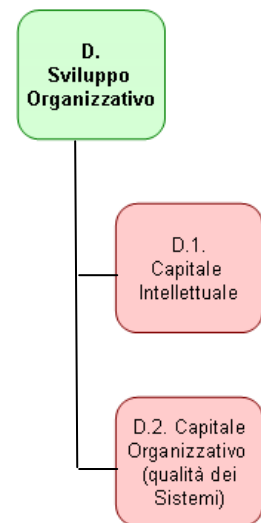 D.
Sviluppo
Organizzativo
D.1.
Capitale
Intellettuale
D.2. Capitale
Organizzativo
(qualità dei
Sistemi)